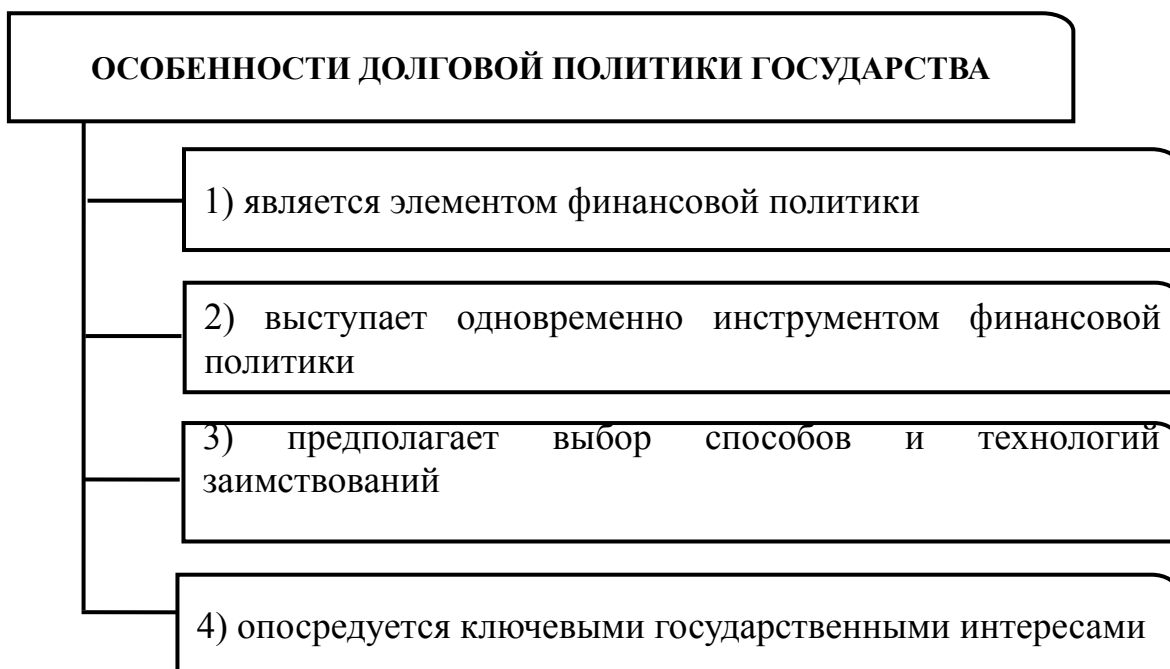 ОСОБЕННОСТИ ДОЛГОВОЙ ПОЛИТИКИ ГОСУДАРСТВА
1) является элементом финансовой политики
2) выступает одновременно инструментом финансовой
политики
3) предполагает выбор способов и технологий
заимствований
4) опосредуется ключевыми государственными интересами